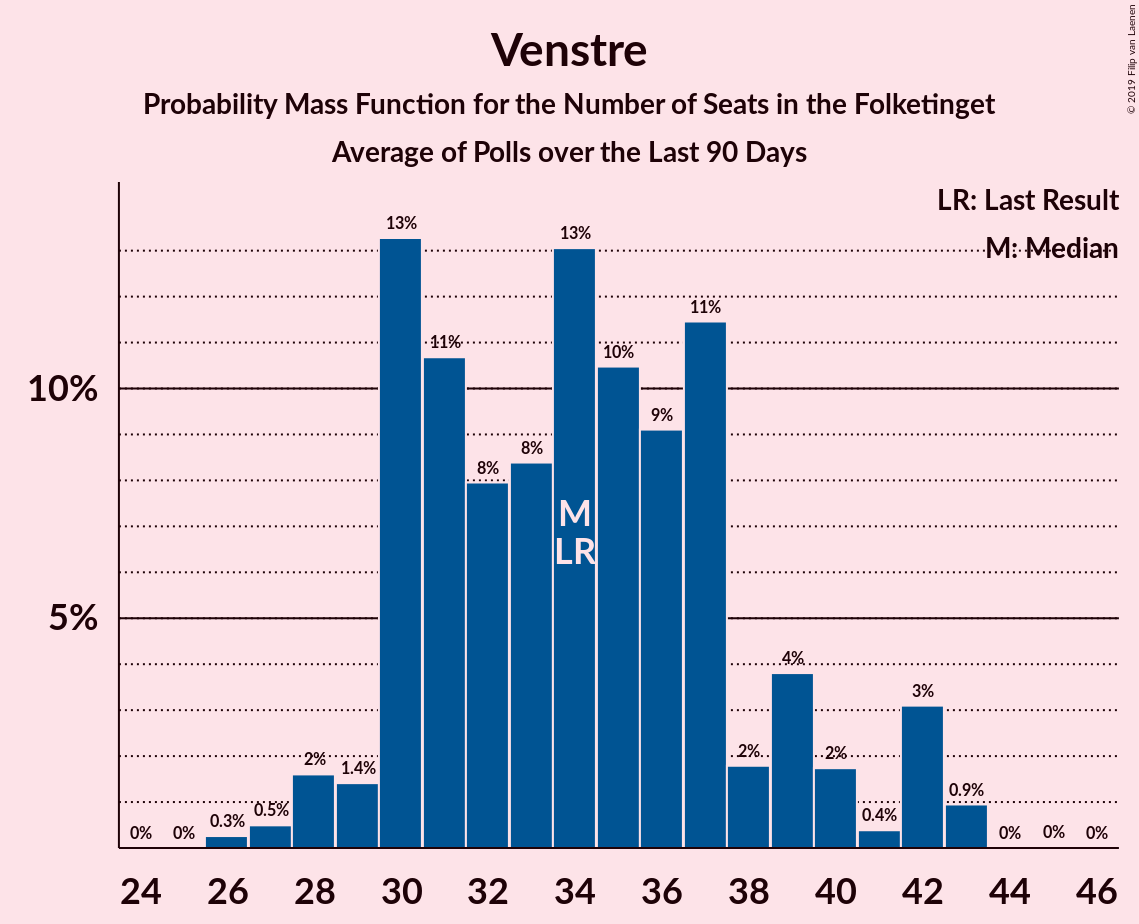 Venstre
Probability Mass Function for the Number of Seats in the Folketinget
Average of Polls over the Last 90 Days
© 2019 Filip van Laenen
LR: Last Result
M: Median
10%
5%
0%
0%
0.3%
0.5%
2%
1.4%
13%
11%
8%
8%
13%
10%
9%
11%
2%
4%
2%
0.4%
3%
0.9%
0%
0%
0%
M
LR
24 26 28 30 32 34 36 38 40 42 44 46